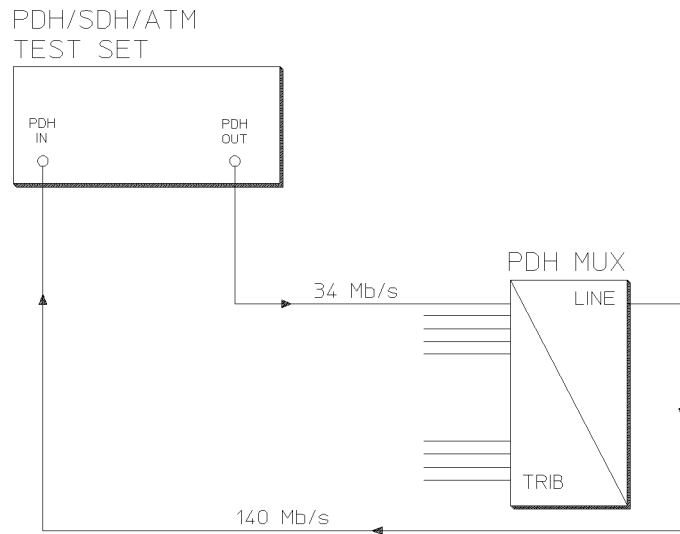 PDH/SDH/ATM
TEST SET
PDH
IN
PDH
OUT
34 Mb/s
PDH MUX
LINE
TRIB
140 Mb/s